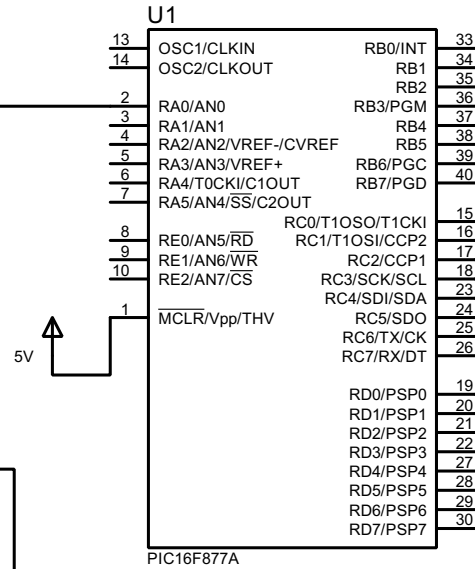 U1
13 OSC1/CLKIN RB0/INT 33
14 OSC2/CLKOUT RB1 34
RB2 35
2 RA0/AN0 RB3/PGM 36
3 RA1/AN1 RB4 37
4 RA2/AN2/VREF-/CVREF RB5 38
5 RA3/AN3/VREF+ RB6/PGC 39
6 RA4/T0CKI/C1OUT RB7/PGD 40
7 RA5/AN4/SS/C2OUT
RC0/T1OSO/T1CKI 15
8 RE0/AN5/RD RC1/T1OSI/CCP2 16
9 RE1/AN6/WR RC2/CCP1 17
10 RE2/AN7/CS RC3/SCK/SCL 18
RC4/SDI/SDA 23
1 MCLR/Vpp/THV RC5/SDO 24
RC6/TX/CK 25
5V RC7/RX/DT 26
RD0/PSP0 19
RD1/PSP1 20
RD2/PSP2 21
RD3/PSP3 22
RD4/PSP4 27
RD5/PSP5 28
RD6/PSP6 29
RD7/PSP7 30
PIC16F877A